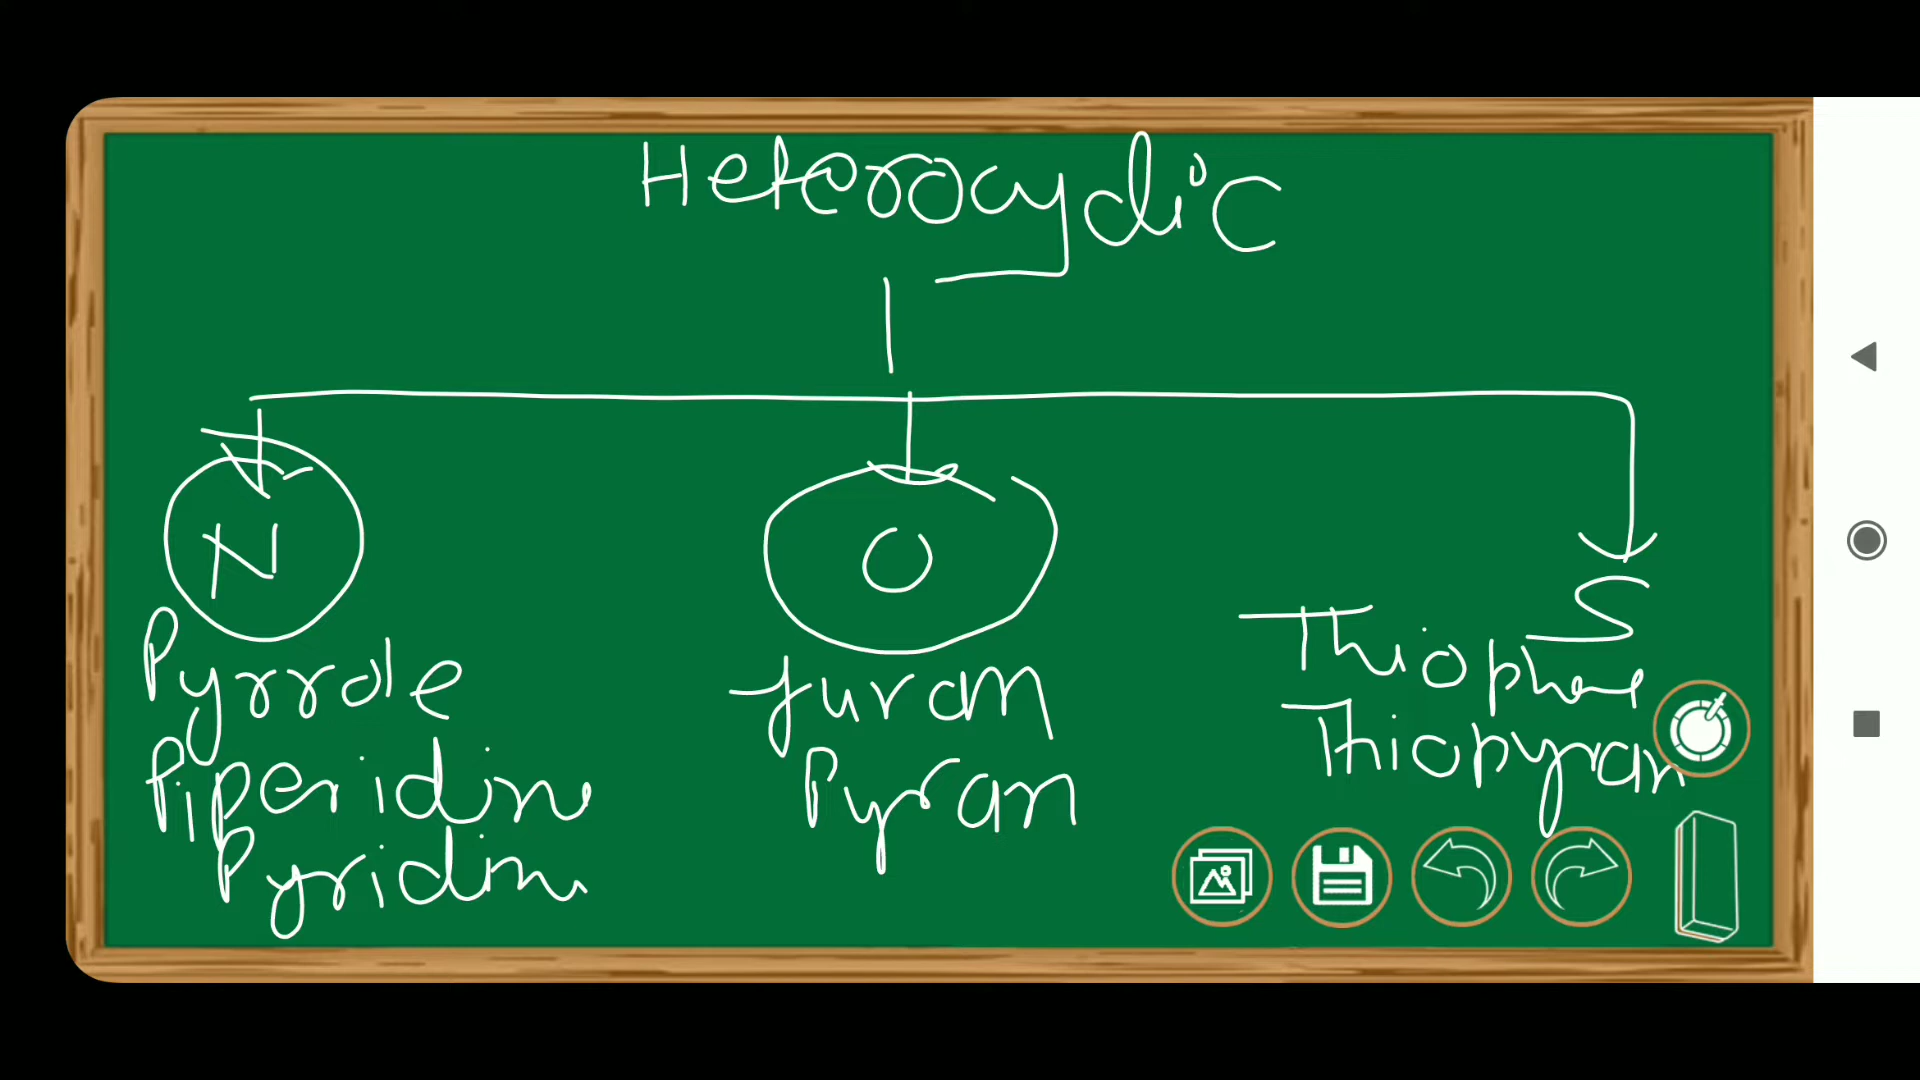 Heterocyclic
N
O
S
Pyrrole
Piperidine
Pyridine
furan
Pyran
Thiophene
Thiopyran